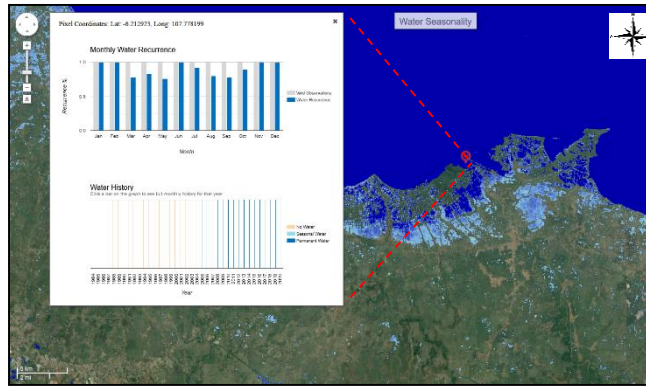 Pixel Coordinates: Lat: -6.212923, Long: 107.778199
Water Seasonality
Monthly Water Recurrence
Recurrence %
1.0
0.5
0.0
Jan Feb Mar Apr May Jun Jul Aug Sep Oct Nov Dec
Month
Valid Observations
Water Recurrence
Water History
Click a bar on the graph to see the monthly history for that year
No Water
Seasonal Water
Permanent Water
Year
5 km
2 mi